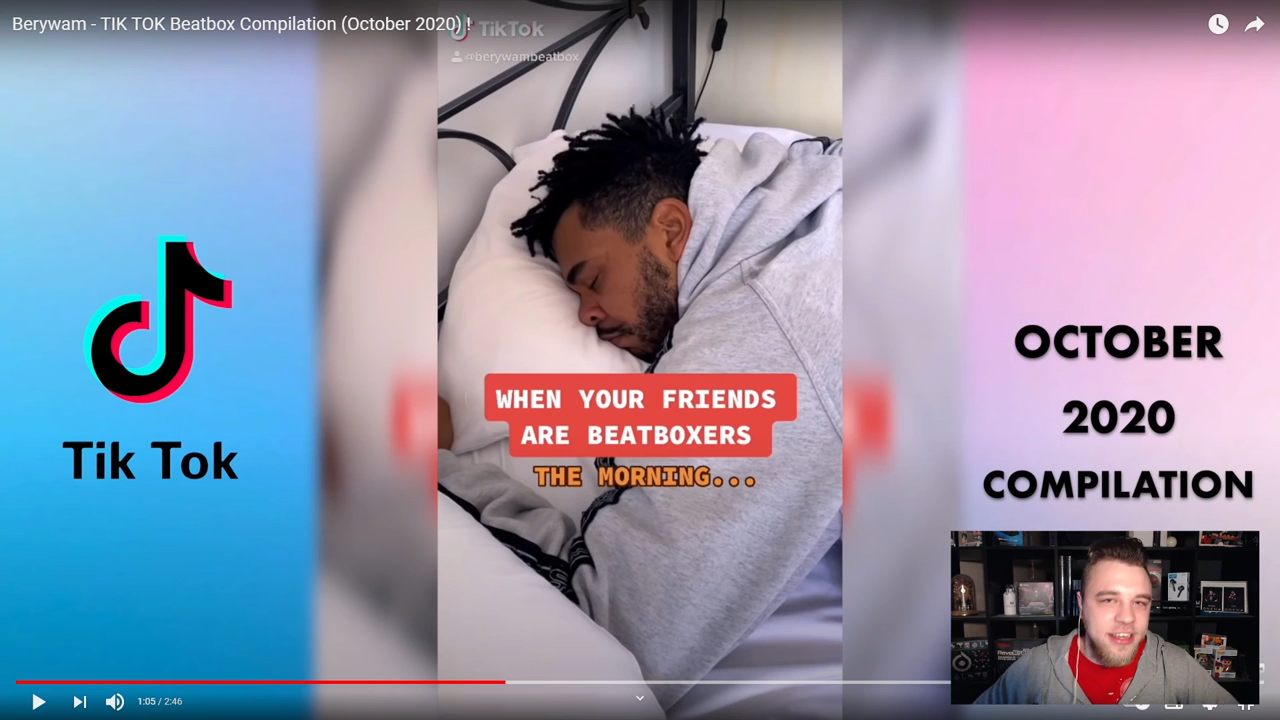 Berywam - TIK TOK Beatbox Compilation (October 2020) !
TikTok
@berywambeatbox
Tik Tok
WHEN YOUR FRIENDS
ARE BEATBOXERS
THE MORNING...
OCTOBER
2020
COMPILATION
1:05 / 2:46